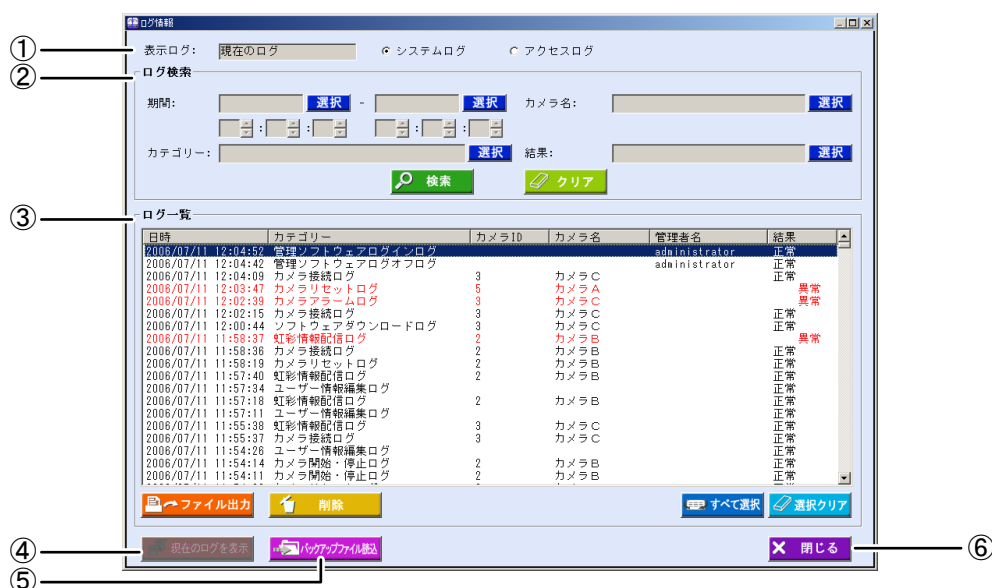 ログ情報
① 表示ログ: 現在のログ システムログ アクセスログ
② ログ検索
期間: 選択 - 選択 カメラ名: 選択
: : : :
カテゴリー: 選択 結果: 選択
検索 クリア
③ ログ一覧
日時 カテゴリー カメラID カメラ名 管理者名 結果
2006/07/11 12:04:52 管理ソフトウェアログインログ administrator 正常
2006/07/11 12:04:42 管理ソフトウェアログオフログ administrator 正常
2006/07/11 12:04:09 カメラ接続ログ 3 カメラC 正常
2006/07/11 12:03:47 カメラリセットログ 5 カメラA 異常
2006/07/11 12:02:39 カメラアラームログ 3 カメラC 異常
2006/07/11 12:02:15 カメラ接続ログ 3 カメラC 正常
2006/07/11 12:00:44 ソフトウェアダウンロードログ 3 カメラC 正常
2006/07/11 11:58:37 虹彩情報配信ログ 2 カメラB 異常
2006/07/11 11:58:36 カメラ接続ログ 2 カメラB 正常
2006/07/11 11:58:19 カメラリセットログ 2 カメラB 正常
2006/07/11 11:57:40 虹彩情報配信ログ 2 カメラB 正常
2006/07/11 11:57:34 ユーザー情報編集ログ 正常
2006/07/11 11:57:18 虹彩情報配信ログ 2 カメラB 正常
2006/07/11 11:57:11 ユーザー情報編集ログ 正常
2006/07/11 11:55:38 虹彩情報配信ログ 3 カメラC 正常
2006/07/11 11:55:37 カメラ接続ログ 3 カメラC 正常
2006/07/11 11:54:26 ユーザー情報編集ログ 正常
2006/07/11 11:54:14 カメラ開始・停止ログ 2 カメラB 正常
2006/07/11 11:54:11 カメラ開始・停止ログ 2 カメラB 正常
ファイル出力 削除 すべて選択 選択クリア
④ 現在のログを表示 バックアップファイル読込 閉じる ⑥
⑤